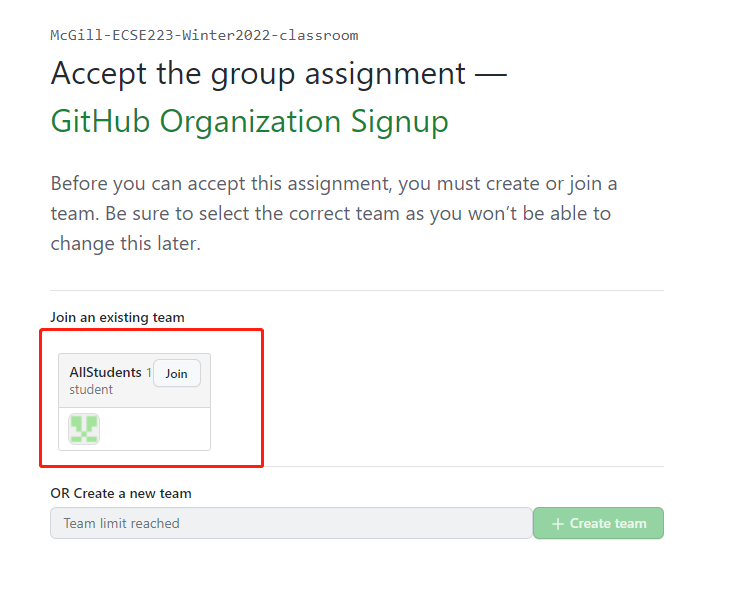 McGill-ECSE223-Winter2022-classroom
Accept the group assignment —
GitHub Organization Signup
Before you can accept this assignment, you must create or join a
team. Be sure to select the correct team as you won’t be able to
change this later.
Join an existing team
AllStudents 1 Join
student
OR Create a new team
Team limit reached + Create team